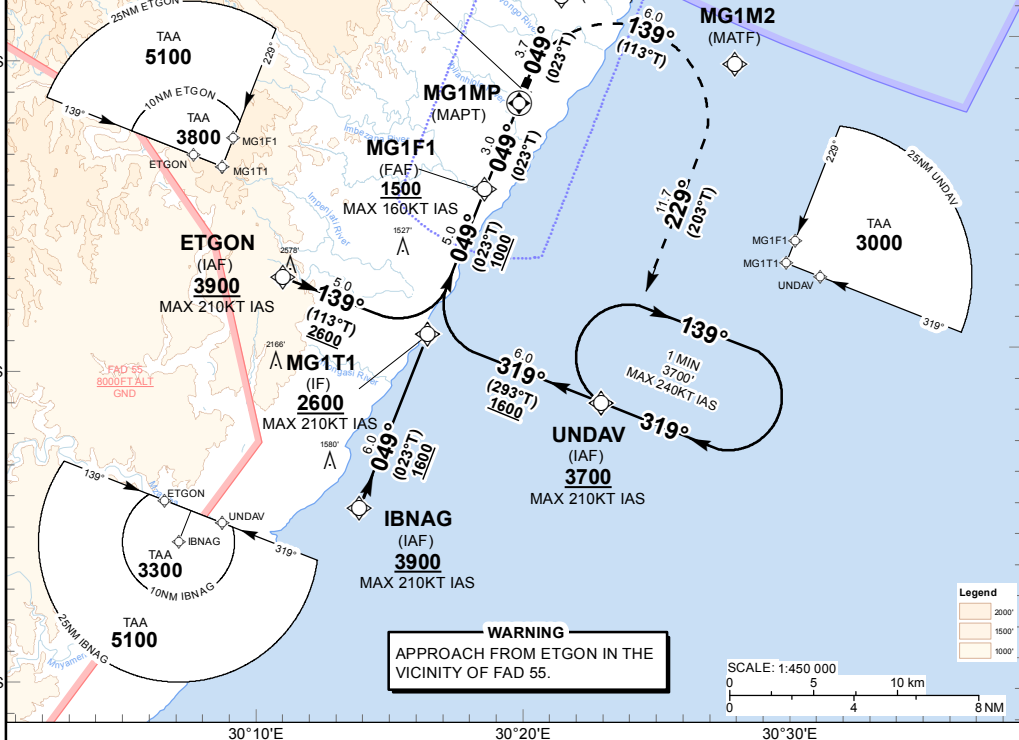 25NM ETGON
TAA
5100
229°
139°
10NM ETGON
TAA
3800
MG1F1
ETGON
MG1T1
6.0
139°
(113°T)
MG1M2
(MATF)
3.7
049°
(023°T)
MG1MP
(MAPT)
3.0
049°
(023°T)
MG1F1
(FAF)
1500
MAX 160KT IAS
1527'
5.0
049°
(023°T)
1000
11.7
229°
(203°T)
229°
25NM UNDAV
TAA
3000
MG1F1
MG1T1
UNDAV
319°
Imperjati River
ETGON
(IAF)
3900
MAX 210KT IAS
2578'
5.0
139°
(113°T)
2600
2166'
MG1T1
(IF)
2600
MAX 210KT IAS
FAD 55
8000FT ALT
GND
6.0
319°
(293°T)
1600
139°
1 MIN
3700'
MAX 240KT IAS
319°
UNDAV
(IAF)
3700
MAX 210KT IAS
1580'
6.0
049°
(023°T)
1600
IBNAG
(IAF)
3900
MAX 210KT IAS
139°
ETGON
UNDAV
IBNAG
319°
TAA
3300
10NM IBNAG
TAA
5100
25NM IBNAG
WARNING
APPROACH FROM ETGON IN THE
VICINITY OF FAD 55.
Legend
2000'
1500'
1000'
SCALE: 1:450 000
0 5 10 km
0 4 8 NM
30°10'E 30°20'E 30°30'E